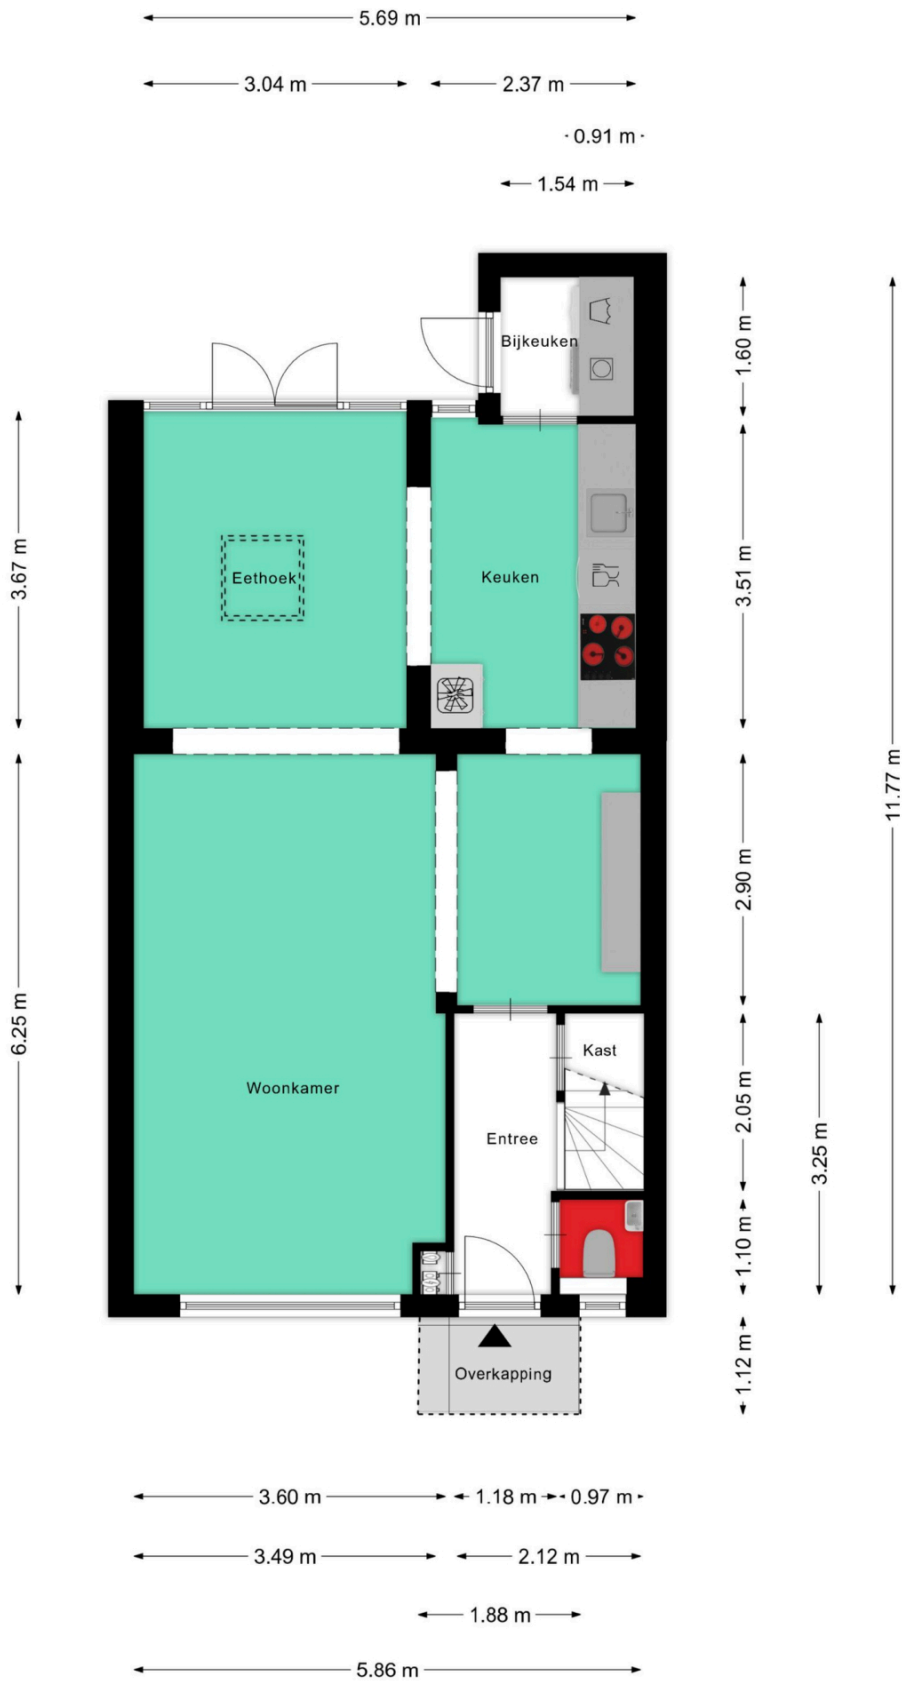 5.69 m
3.04 m
2.37 m
0.91 m
1.54 m
Bijkeuken
1.60 m
3.67 m
Eethoek
Keuken
3.51 m
11.77 m
2.90 m
6.25 m
Woonkamer
Kast
Entree
2.05 m
3.25 m
1.10 m
Overkapping
1.12 m
3.60 m
1.18 m
0.97 m
3.49 m
2.12 m
1.88 m
5.86 m